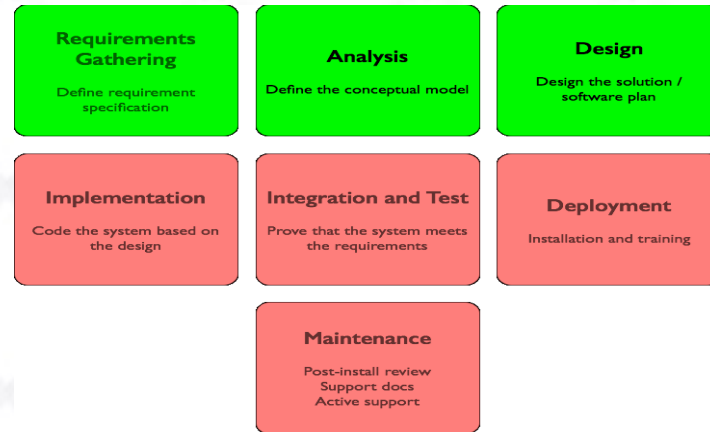 Requirements
Gathering
Define requirement
specification
Analysis
Define the conceptual model
Design
Design the solution /
software plan
Implementation
Code the system based on
the design
Integration and Test
Prove that the system meets
the requirements
Deployment
Installation and training
Maintenance
Post-install review
Support docs
Active support